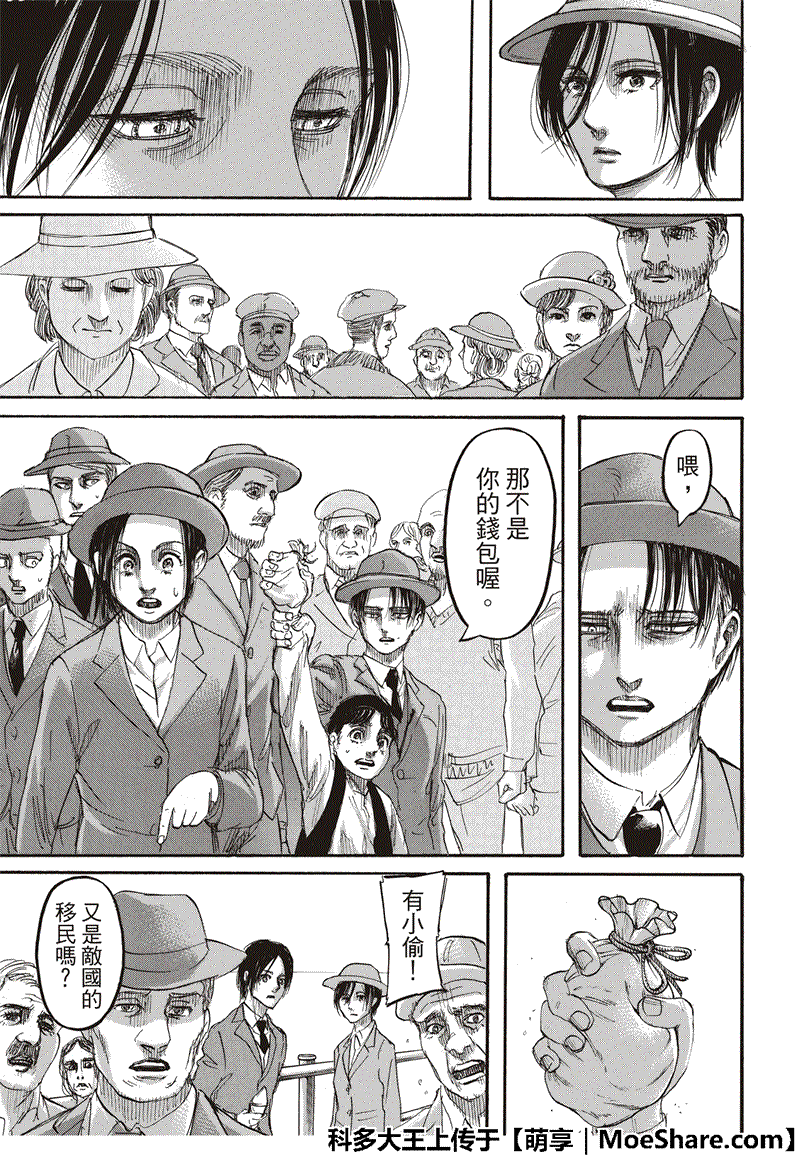 喂，
那不是
你的錢包喔。
有小偷！
又是敵國的
移民嗎？
科多大王上传于【萌享｜MoeShare.com】